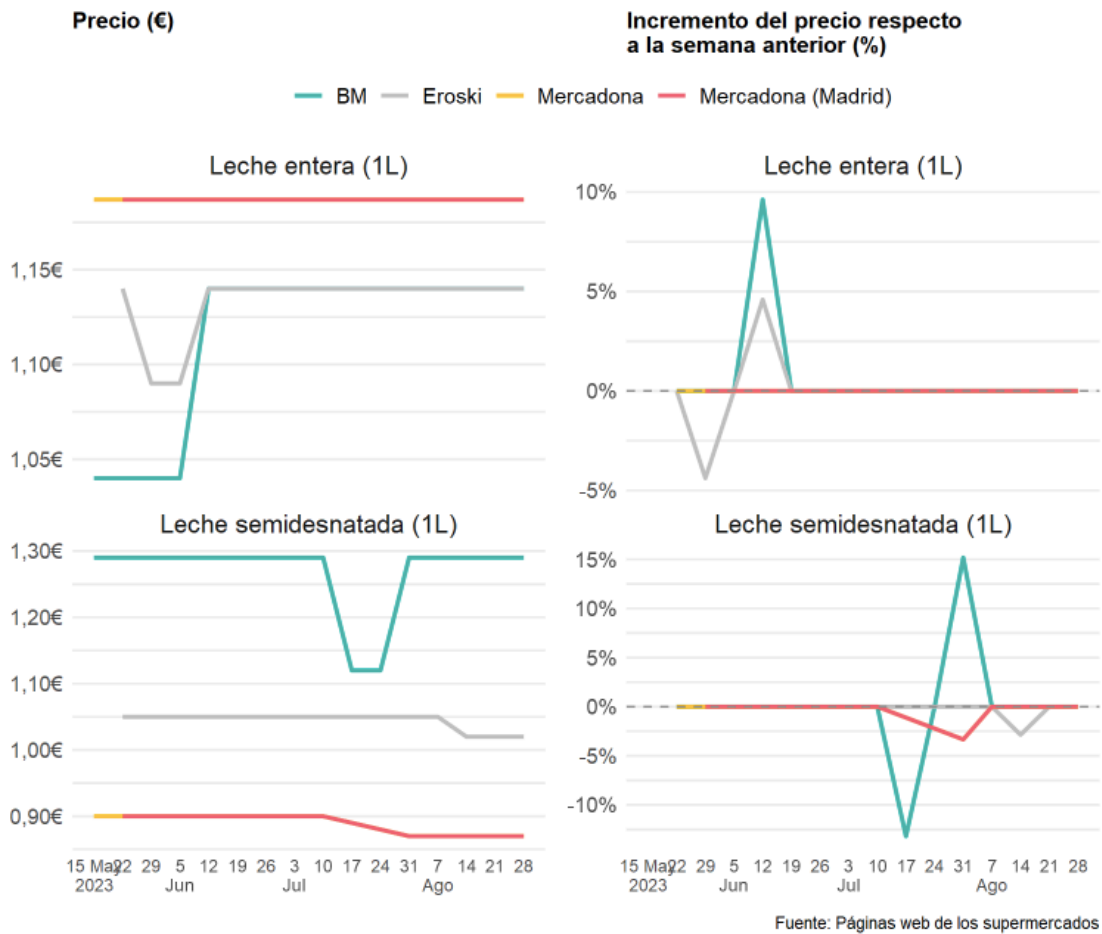 Precio (€)
Incremento del precio respecto
a la semana anterior (%)
BM Eroski Mercadona Mercadona (Madrid)
Leche entera (1L)
1,15€
1,10€
1,05€
Leche entera (1L)
10%
5%
0%
-5%
Leche semidesnatada (1L)
1,30€
1,20€
1,10€
1,00€
0,90€
15 May 22 29 5 12 19 26 3 10 17 24 31 7 14 21 28
2023 Jun Jul Ago
Leche semidesnatada (1L)
15%
10%
5%
0%
-5%
-10%
15 May 22 29 5 12 19 26 3 10 17 24 31 7 14 21 28
2023 Jun Jul Ago
Fuente: Páginas web de los supermercados